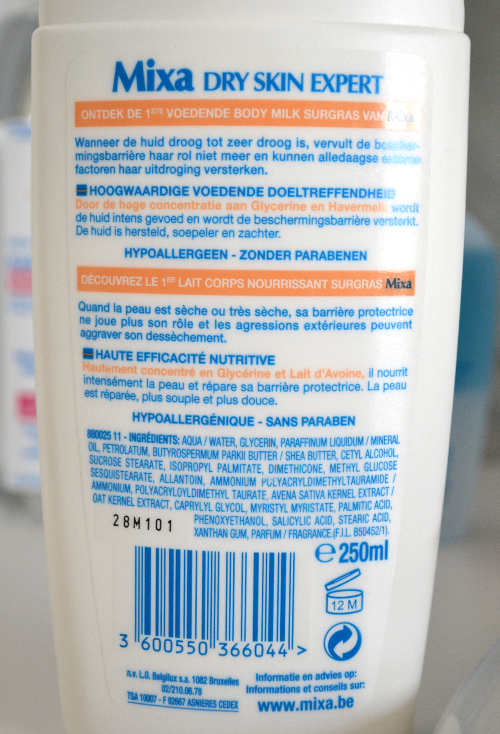 Mixa DRY SKIN EXPERT
ONTDEK DE 1STE VOEDENDE BODY MILK SURGRAS VAN Mixa
Wanneer de huid droog tot zeer droog is, vervult de bescher-
mingsbarrière haar rol niet meer en kunnen alledaagse externe
factoren haar uitdroging versterken.
HOOGWAARDIGE VOEDENDE DOELTREFFENDHEID
Door de hoge concentratie aan Glycerine en Havermelk wordt
de huid intens gevoed en wordt de beschermingsbarrière versterkt.
De huid is hersteld, soepeler en zachter.
HYPOALLERGEEN - ZONDER PARABENEN
DÉCOUVREZ LE 1ER LAIT CORPS NOURRISSANT SURGRAS Mixa
Quand la peau est sèche ou très sèche, sa barrière protectrice
ne joue plus son rôle et les agressions extérieures peuvent
aggraver son dessèchement.
HAUTE EFFICACITÉ NUTRITIVE
Hautement concentré en Glycérine et Lait d'Avoine, il nourrit
intensément la peau et répare sa barrière protectrice. La peau
est réparée, plus souple et plus douce.
HYPOALLERGÉNIQUE - SANS PARABEN
880025 11 - INGRÉDIENTS: AQUA / WATER, GLYCERIN, PARAFFINUM LIQUIDUM / MINERAL
OIL, PETROLATUM, BUTYROSPERMUM PARKII BUTTER / SHEA BUTTER, CETYL ALCOHOL,
SUCROSE STEARATE, ISOPROPYL PALMITATE, DIMETHICONE, METHYL GLUCOSE
SESQUISTEARATE, ALLANTOIN, AMMONIUM POLYACRYLDIMETHYLTAURAMIDE /
AMMONIUM, POLYACRYLOYLDIMETHYL TAURATE, AVENA SATIVA KERNEL EXTRACT /
OAT KERNEL EXTRACT, CAPRYLYL GLYCOL, MYRISTYL MYRISTATE, PALMITIC ACID,
PHENOXYETHANOL, SALICYLIC ACID, STEARIC ACID,
XANTHAN GUM, PARFUM / FRAGRANCE.(F.I.L. B50452/1).
28M101
℮250ml
12 M
3 600550 366044 >
n.v. L.O. Belgilux s.a. 1082 Bruxelles
02/210.06.78
TSA 10007 - F 92667 ASNIERES CEDEX
Informatie en advies op:
Informations et conseils sur:
www.mixa.be